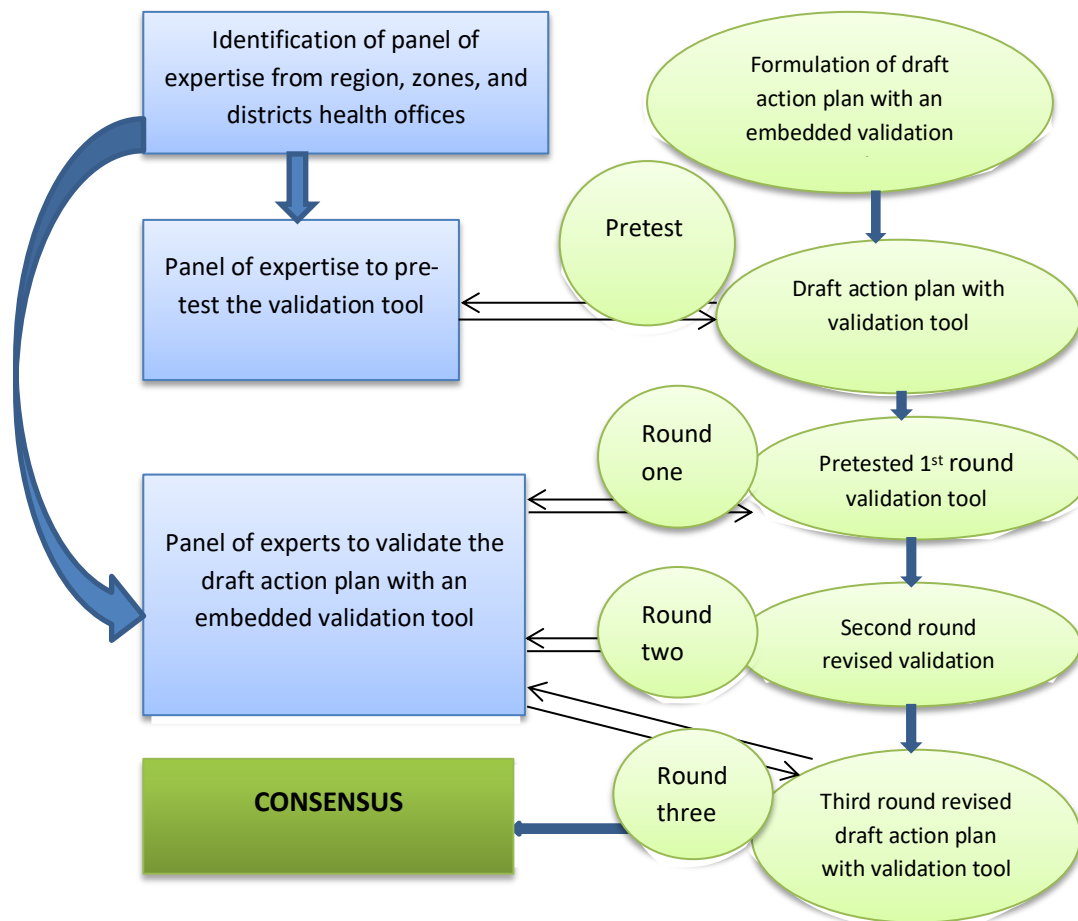 Identification of panel of
expertise from region, zones, and
districts health offices
Formulation of draft
action plan with an
embedded validation
Pretest
Panel of expertise to pre-
test the validation tool
Draft action plan with
validation tool
Round
one
Pretested 1st round
validation tool
Panel of experts to validate the
draft action plan with an
embedded validation tool
Round
two
Second round
revised validation
Round
three
CONSENSUS
Third round revised
draft action plan
with validation tool